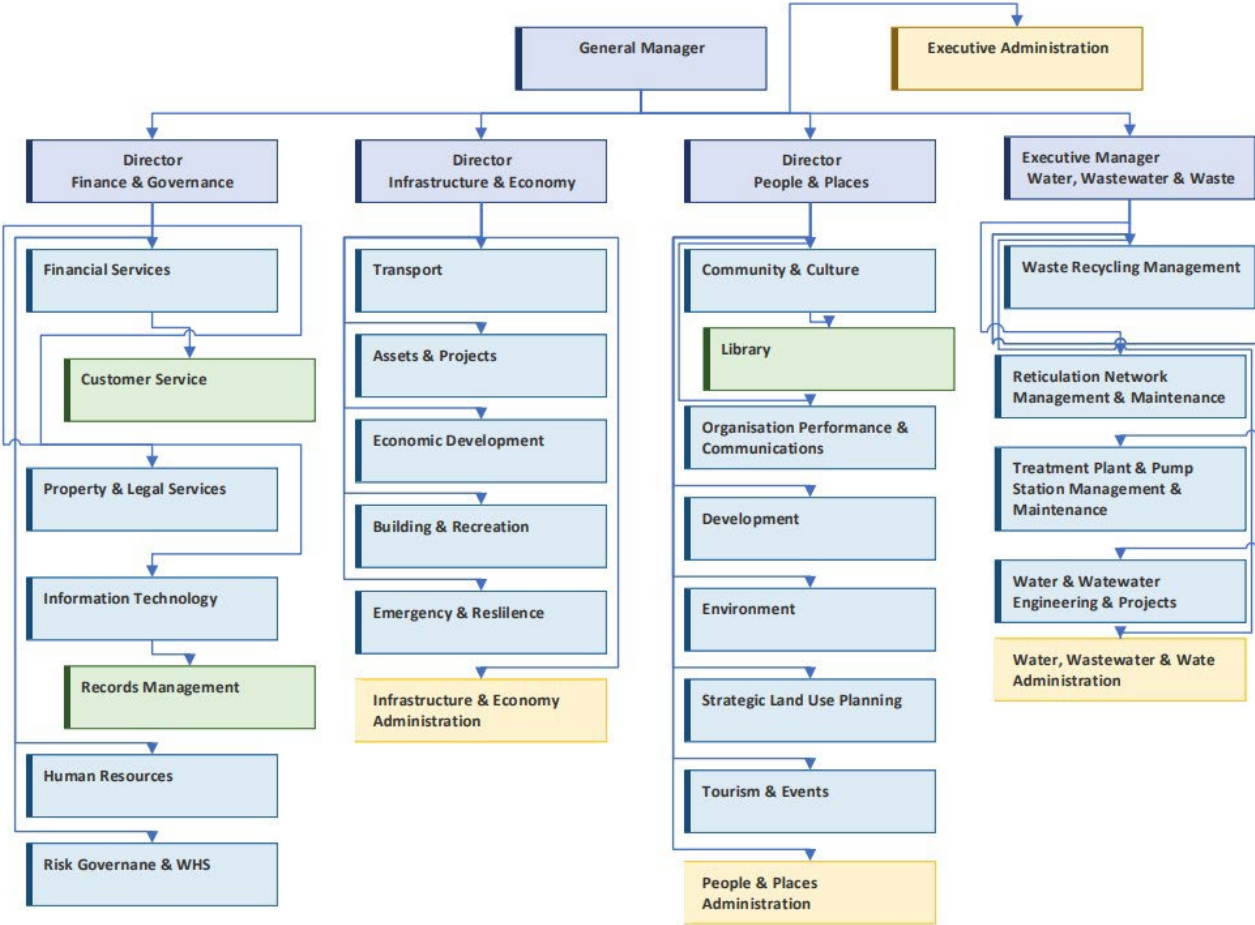 General Manager
Executive Administration
Director
Finance & Governance
Director
Infrastructure & Economy
Director
People & Places
Executive Manager
Water, Wastewater & Waste
Financial Services
Customer Service
Property & Legal Services
Information Technology
Records Management
Human Resources
Risk Governane & WHS
Transport
Assets & Projects
Economic Development
Building & Recreation
Emergency & Reslilence
Infrastructure & Economy
Administration
Community & Culture
Library
Organisation Performance &
Communications
Development
Environment
Strategic Land Use Planning
Tourism & Events
People & Places
Administration
Waste Recycling Management
Reticulation Network
Management & Maintenance
Treatment Plant & Pump
Station Management &
Maintenance
Water & Watewater
Engineering & Projects
Water, Wastewater & Wate
Administration